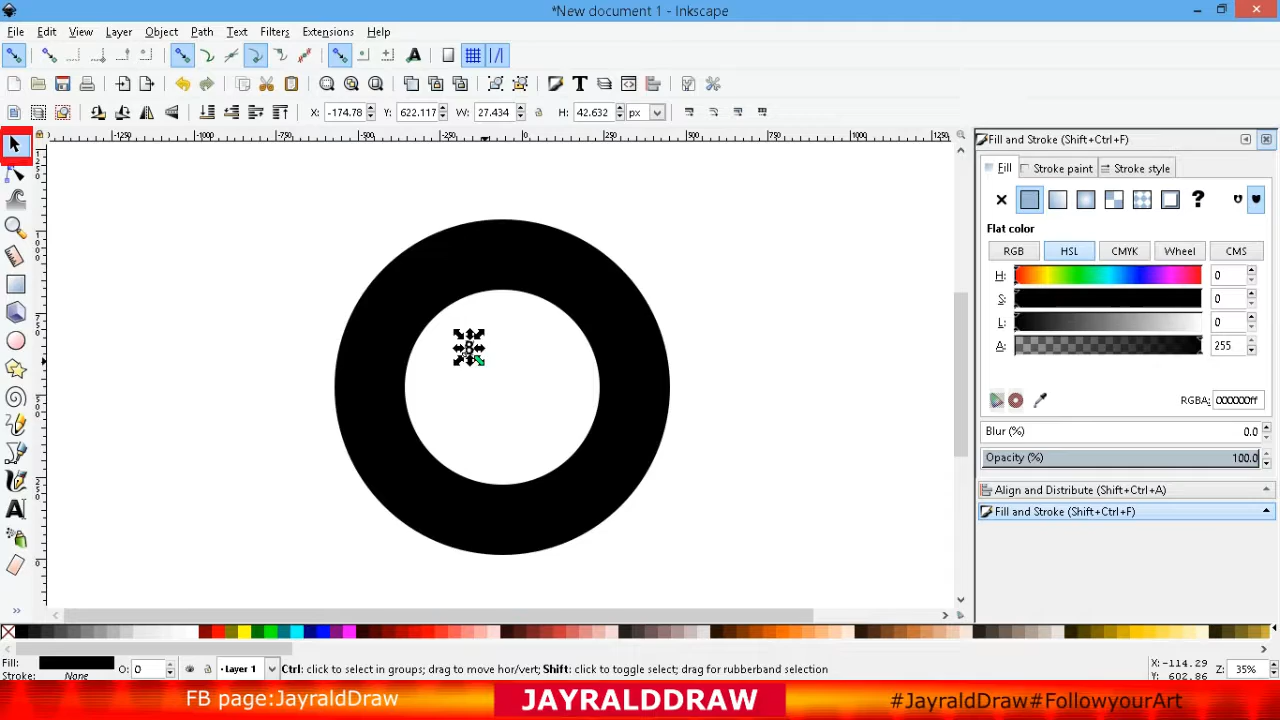 *New document 1 - Inkscape
File Edit View Layer Object Path Text Filters Extensions Help
X: -174.78 Y: 622.117 W: 27.434 H: 42.632 px
Fill and Stroke (Shift+Ctrl+F)
Fill Stroke paint Stroke style
Flat color
RGB HSL CMYK Wheel CMS
H: 0
S: 0
L: 0
A: 255
RGBA: 000000ff
Blur (%) 0.0
Opacity (%) 100.0
Align and Distribute (Shift+Ctrl+A)
Fill and Stroke (Shift+Ctrl+F)
8
Fill: O: 0 Layer 1 Ctrl: click to select in groups; drag to move hor/vert; Shift: click to toggle select; drag for rubberband selection X: -114.29 Z: 35%
Stroke: None Y: 602.86
FB page:JayraldDraw JAYRALDDRAW #JayraldDraw#FollowyourArt